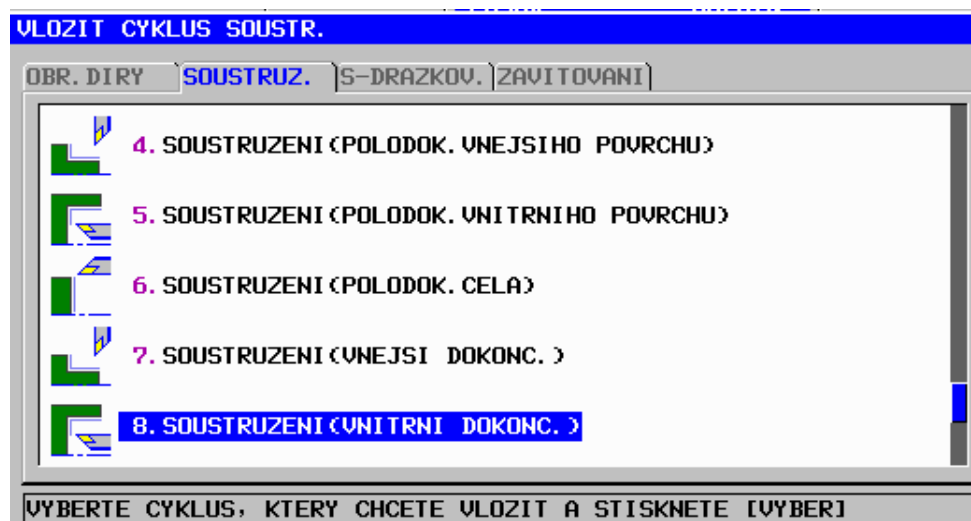 VLOZIT CYKLUS SOUSTR.
OBR.DIRY SOUSTRUZ. S-DRAZKOV. ZAVITOVANI
4.SOUSTRUZENI(POLODOK.VNEJSIHO POVRCHU)
5.SOUSTRUZENI(POLODOK.VNITRNIHO POVRCHU)
6.SOUSTRUZENI(POLODOK.CELA)
7.SOUSTRUZENI(VNEJSI DOKONC.)
8.SOUSTRUZENI(VNITRNI DOKONC.)
VYBERTE CYKLUS, KTERY CHCETE VLOZIT A STISKNETE [VYBER]